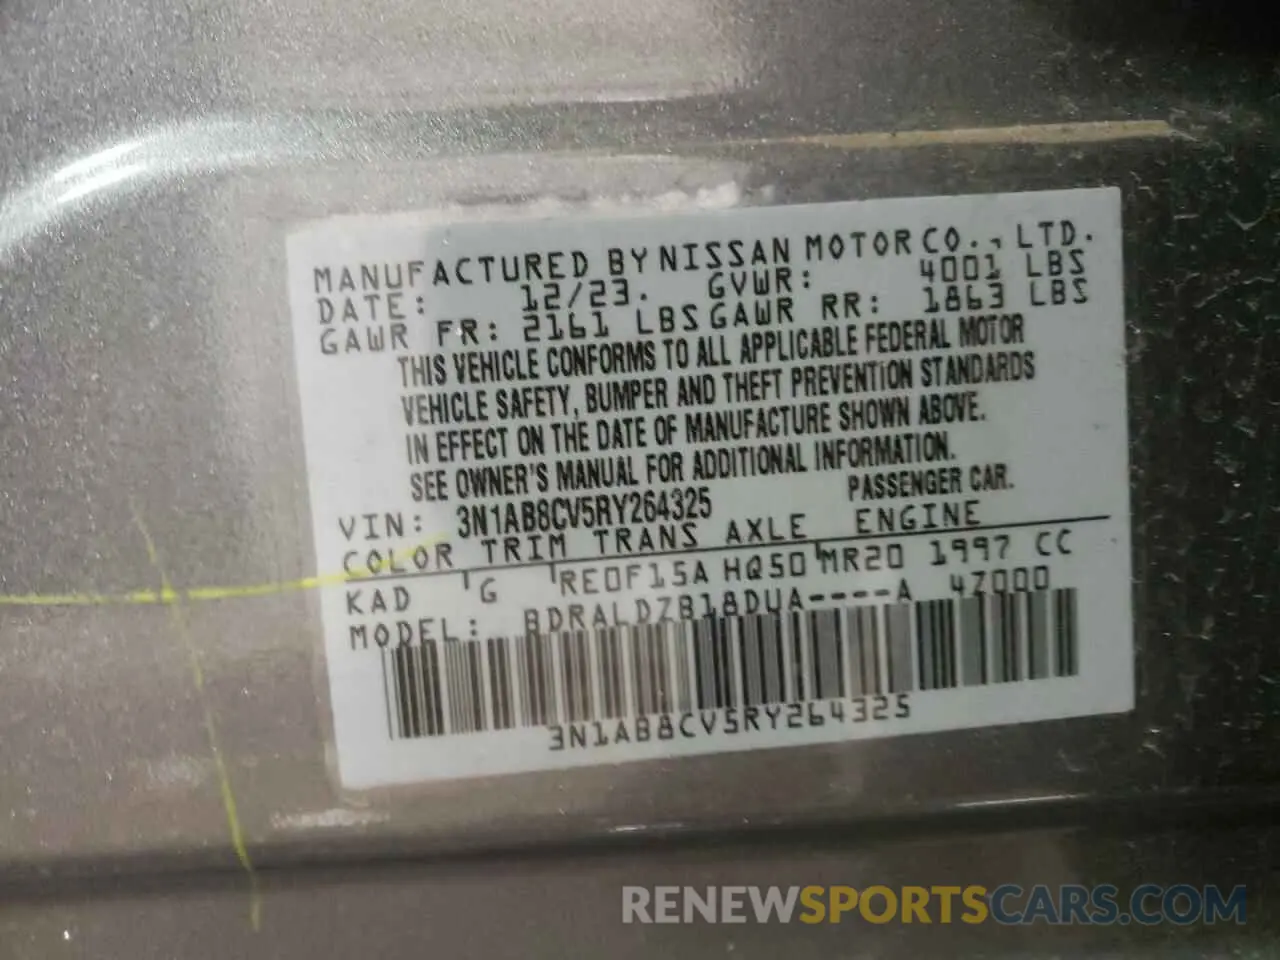 MANUFACTURED BY NISSAN MOTOR CO., LTD.
DATE: 12/23. GVWR: 4001 LBS
GAWR FR: 2161 LBS GAWR RR: 1863 LBS
THIS VEHICLE CONFORMS TO ALL APPLICABLE FEDERAL MOTOR
VEHICLE SAFETY, BUMPER AND THEFT PREVENTION STANDARDS
IN EFFECT ON THE DATE OF MANUFACTURE SHOWN ABOVE.
SEE OWNER'S MANUAL FOR ADDITIONAL INFORMATION.
VIN: 3N1AB8CV5RY264325 PASSENGER CAR.
COLOR TRIM TRANS AXLE ENGINE
KAD G RE0F15A HQ50 MR20 1997 CC
MODEL: BDRALDZB18DUA----A 4Z000
3N1AB8CV5RY264325
RENEWSPORTSCARS.COM